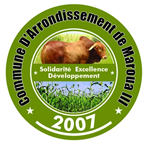 Commune D'Arrondissement de Maroua III
Solidarité Excellence
Développement
2007